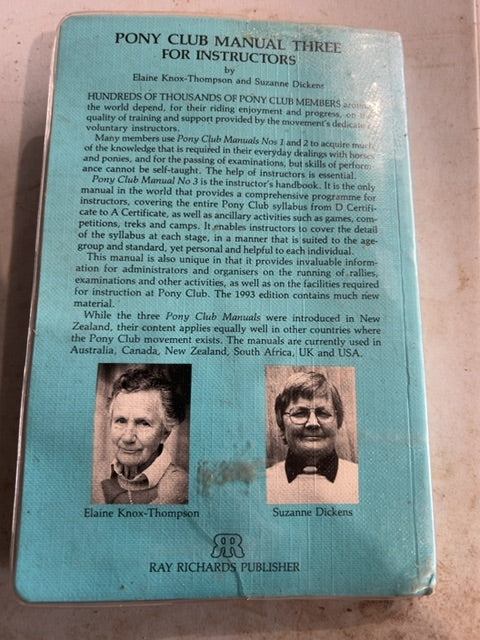 PONY CLUB MANUAL THREE
FOR INSTRUCTORS
by
Elaine Knox-Thompson and Suzanne Dickens
HUNDREDS OF THOUSANDS OF PONY CLUB MEMBERS around
the world depend, for their riding enjoyment and progress, on the
quality of training and support provided by the movement's dedicated
voluntary instructors.
Many members use Pony Club Manuals Nos 1 and 2 to acquire much
of the knowledge that is required in their everyday dealings with horses
and ponies, and for the passing of examinations, but skills of perform-
ance cannot be self-taught. The help of instructors is essential.
Pony Club Manual No 3 is the instructor's handbook. It is the only
manual in the world that provides a comprehensive programme for
instructors, covering the entire Pony Club syllabus from D Certifi-
cate to A Certificate, as well as ancillary activities such as games, com-
petitions, treks and camps. It enables instructors to cover the detail
of the syllabus at each stage, in a manner that is suited to the age-
group and standard, yet personal and helpful to each individual.
This manual is also unique in that it provides invaluable inform-
ation for administrators and organisers on the running of rallies,
examinations and other activities, as well as on the facilities required
for instruction at Pony Club. The 1993 edition contains much new
material.
While the three Pony Club Manuals were introduced in New
Zealand, their content applies equally well in other countries where
the Pony Club movement exists. The manuals are currently used in
Australia, Canada, New Zealand, South Africa, UK and USA.
Elaine Knox-Thompson
Suzanne Dickens
RR
RAY RICHARDS PUBLISHER